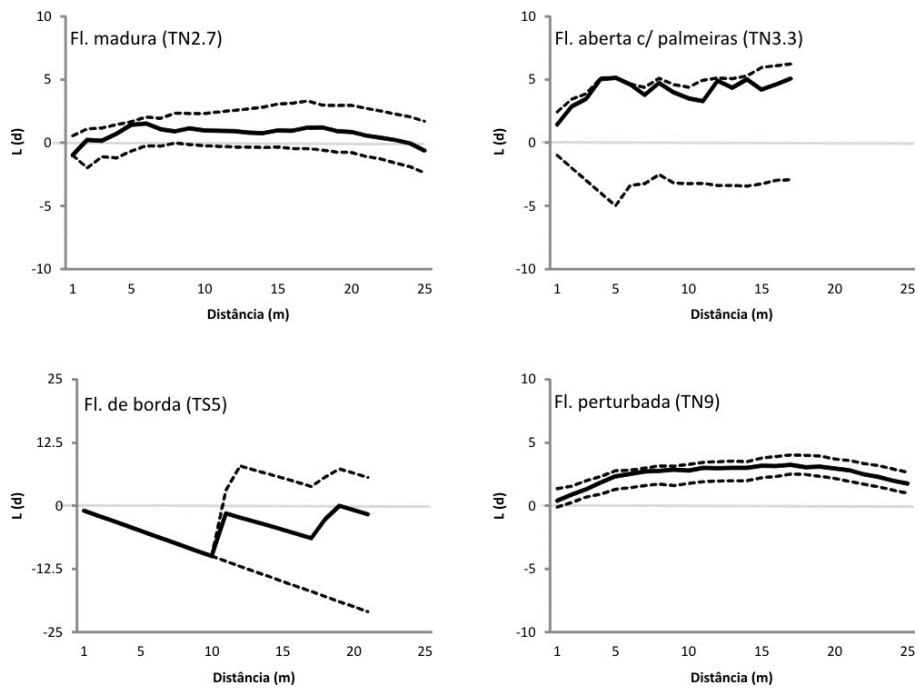 Fl. madura (TN2.7)
10
5
0
-5
-10
L (d)
1 5 10 15 20 25
Distância (m)
Fl. aberta c/ palmeiras (TN3.3)
10
5
0
-5
-10
L (d)
1 5 10 15 20 25
Distância (m)
Fl. de borda (TS5)
25
12.5
0
-12.5
-25
L (d)
1 5 10 15 20 25
Distância (m)
Fl. perturbada (TN9)
10
5
0
-5
-10
L (d)
1 5 10 15 20 25
Distância (m)